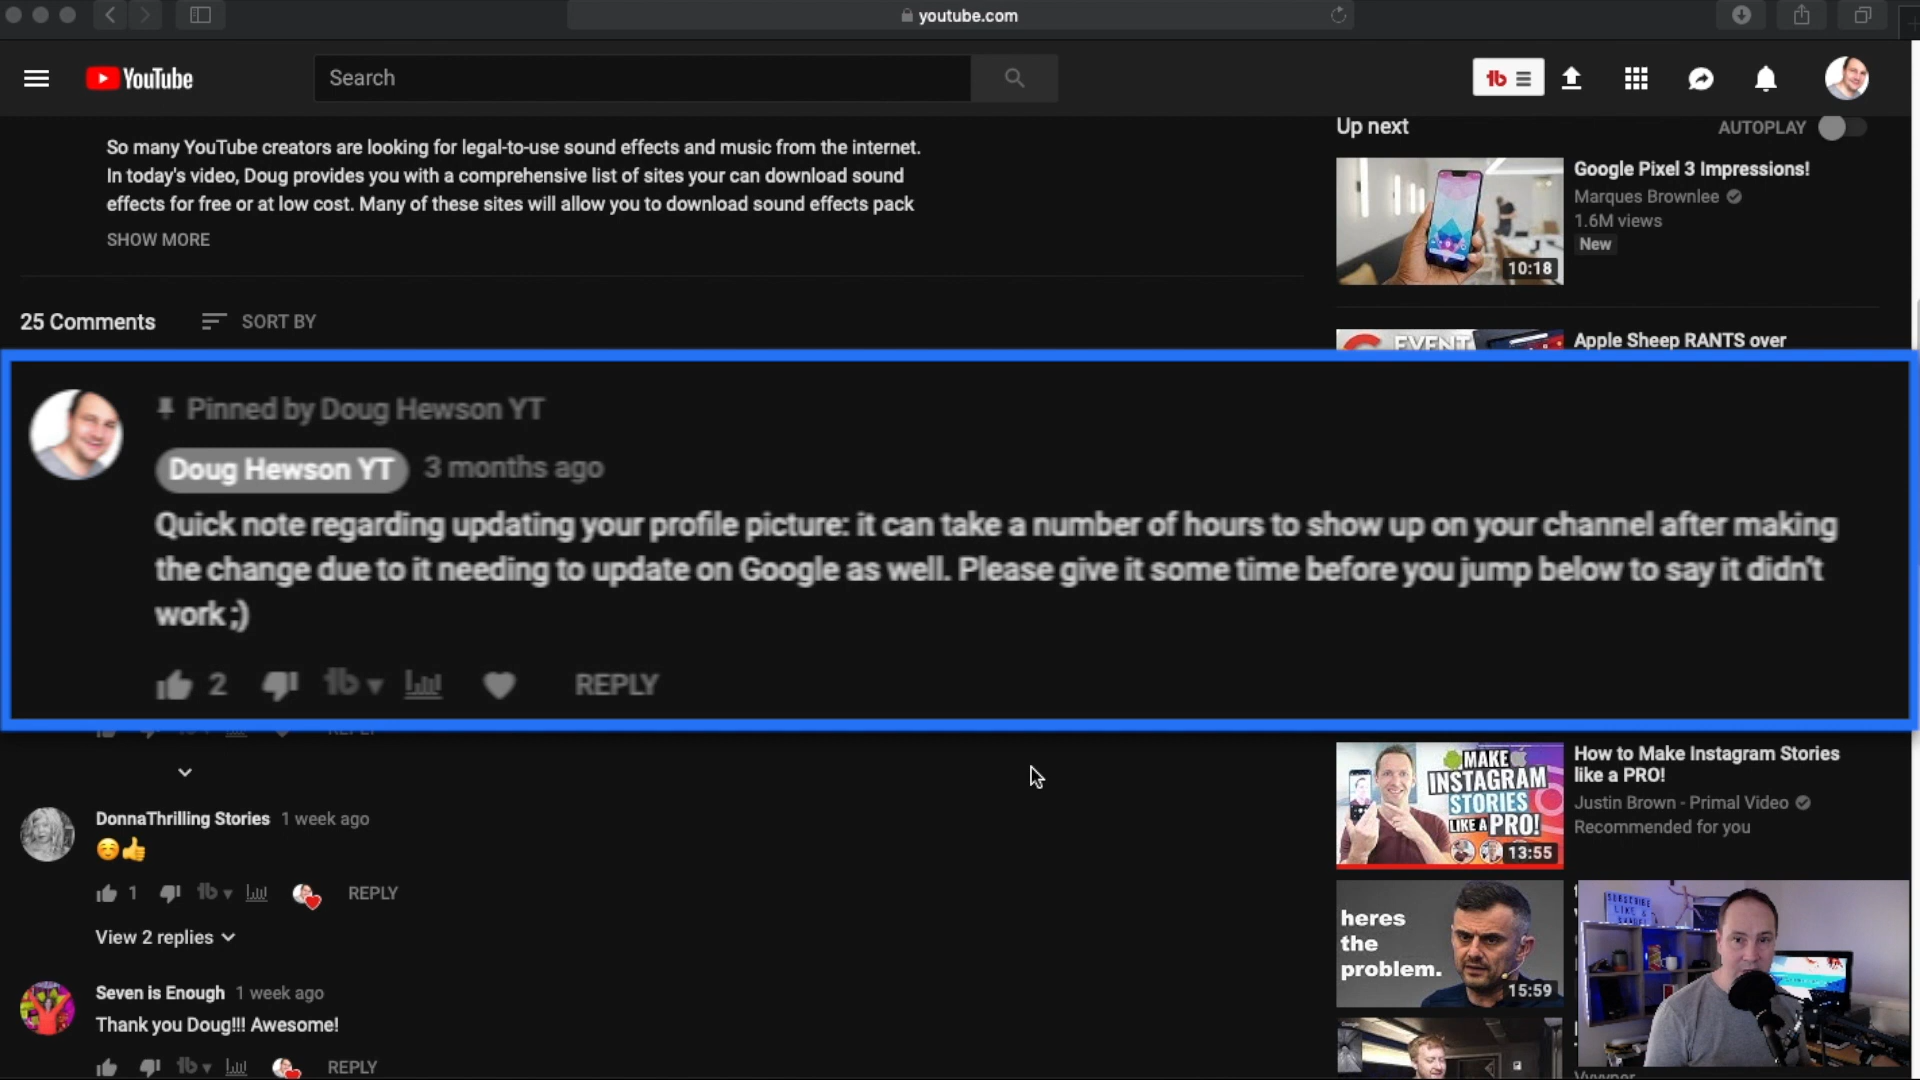 youtube.com
YouTube
Search
So many YouTube creators are looking for legal-to-use sound effects and music from the internet.
In today's video, Doug provides you with a comprehensive list of sites your can download sound
effects for free or at low cost. Many of these sites will allow you to download sound effects pack
SHOW MORE
25 Comments
SORT BY
Pinned by Doug Hewson YT
Doug Hewson YT 3 months ago
Quick note regarding updating your profile picture: it can take a number of hours to show up on your channel after making
the change due to it needing to update on Google as well. Please give it some time before you jump below to say it didn't
work ;)
2
REPLY
REPLY
DonnaThrilling Stories 1 week ago
☺️👍
1
REPLY
View 2 replies
Seven is Enough 1 week ago
Thank you Doug!!! Awesome!
REPLY
Up next
AUTOPLAY
10:18
Google Pixel 3 Impressions!
Marques Brownlee
1.6M views
New
EVENT
Apple Sheep RANTS over
MAKE
INSTAGRAM
STORIES
LIKE A PRO!
13:55
How to Make Instagram Stories
like a PRO!
Justin Brown - Primal Video
Recommended for you
heres
the
problem.
15:59
SUBSCRIBE
LIKE &